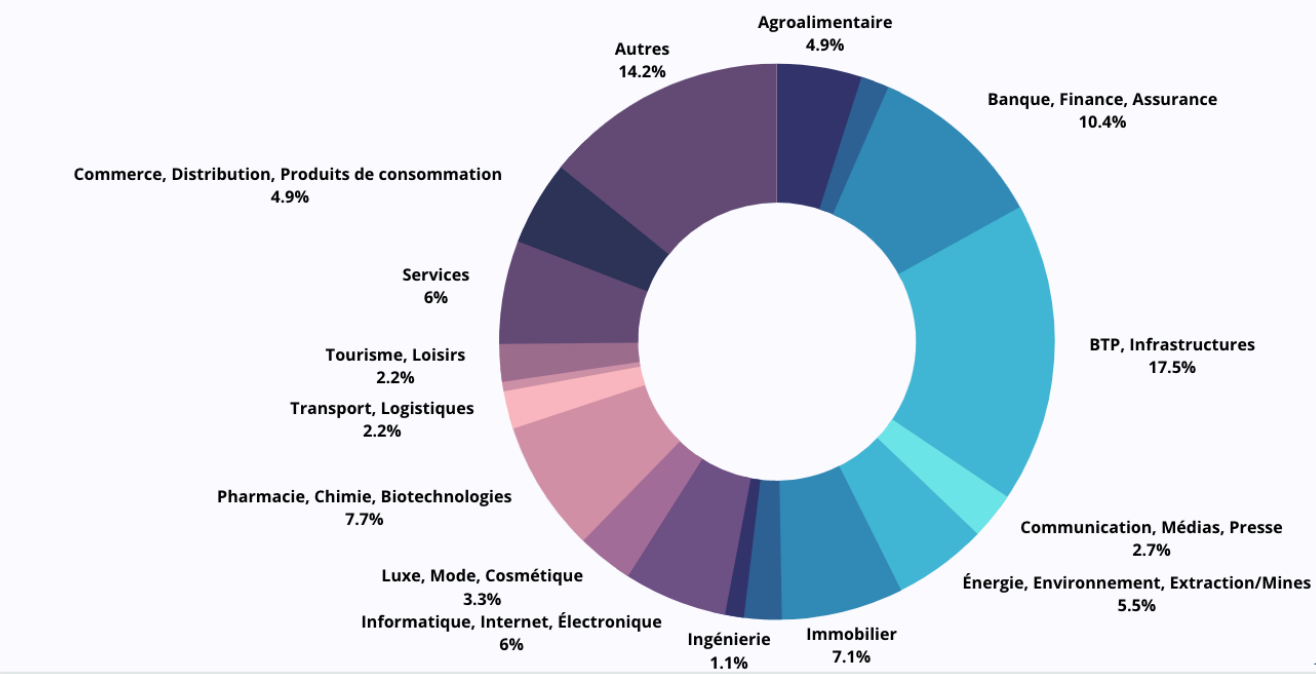 Agroalimentaire
4.9%
Autres
14.2%
Banque, Finance, Assurance
10.4%
Commerce, Distribution, Produits de consommation
4.9%
Services
6%
BTP, Infrastructures
17.5%
Tourisme, Loisirs
2.2%
Transport, Logistiques
2.2%
Pharmacie, Chimie, Biotechnologies
7.7%
Communication, Médias, Presse
2.7%
Luxe, Mode, Cosmétique
3.3%
Énergie, Environnement, Extraction/Mines
5.5%
Informatique, Internet, Électronique
6%
Ingénierie
1.1%
Immobilier
7.1%